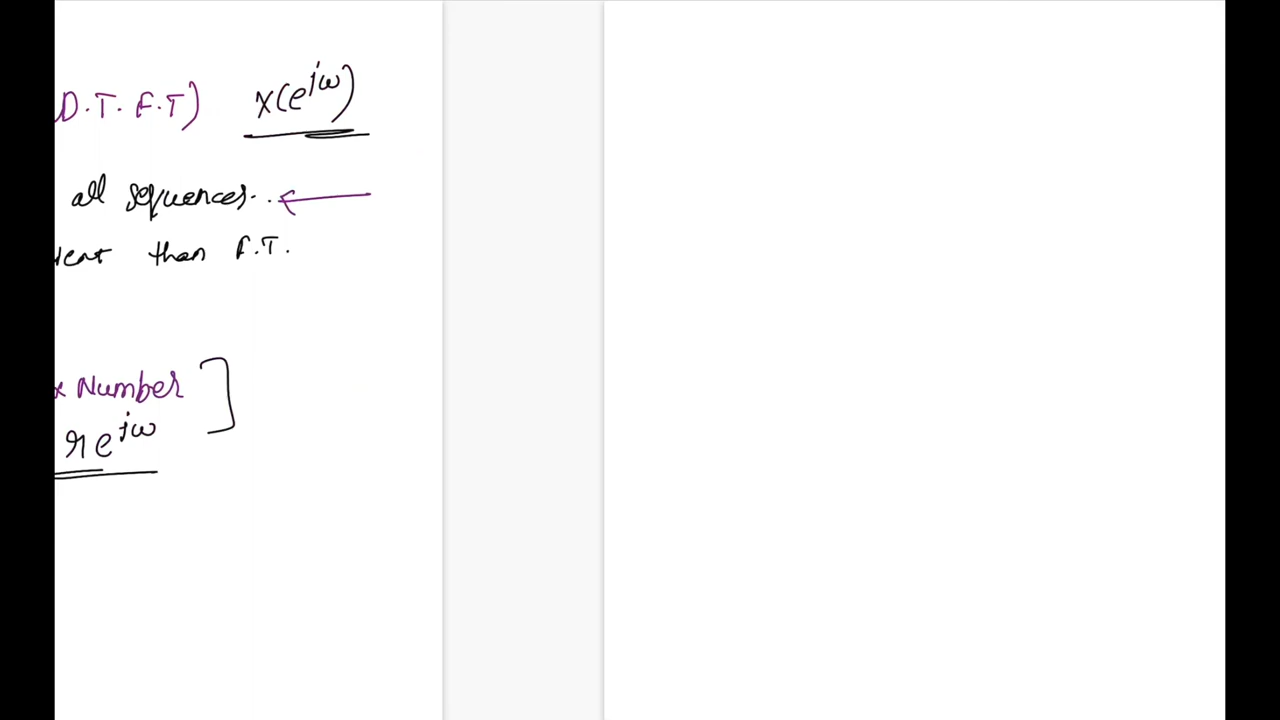 D.T.F.T) X(e^jω)
all sequences..
than F.T.
x Number
re^jω